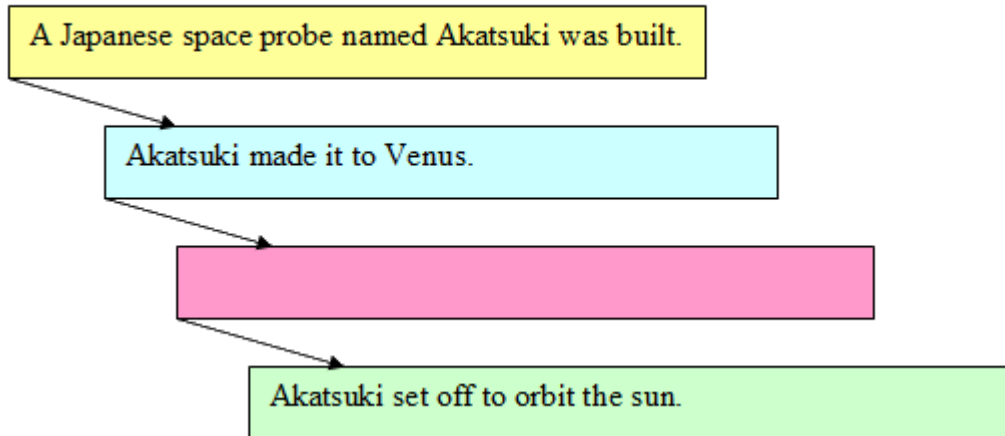 A Japanese space probe named Akatsuki was built.
Akatsuki made it to Venus.
Akatsuki set off to orbit the sun.